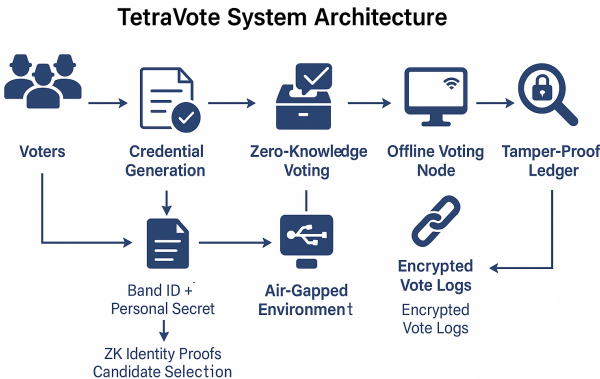 TetraVote System Architecture
Voters
Credential
Generation
Zero-Knowledge
Voting
Offline Voting
Node
Tamper-Proof
Ledger
Band ID +
Personal Secret
Air-Gapped
Environment
Encrypted
Vote Logs
Encrypted
Vote Logs
ZK Identity Proofs
Candidate Selection